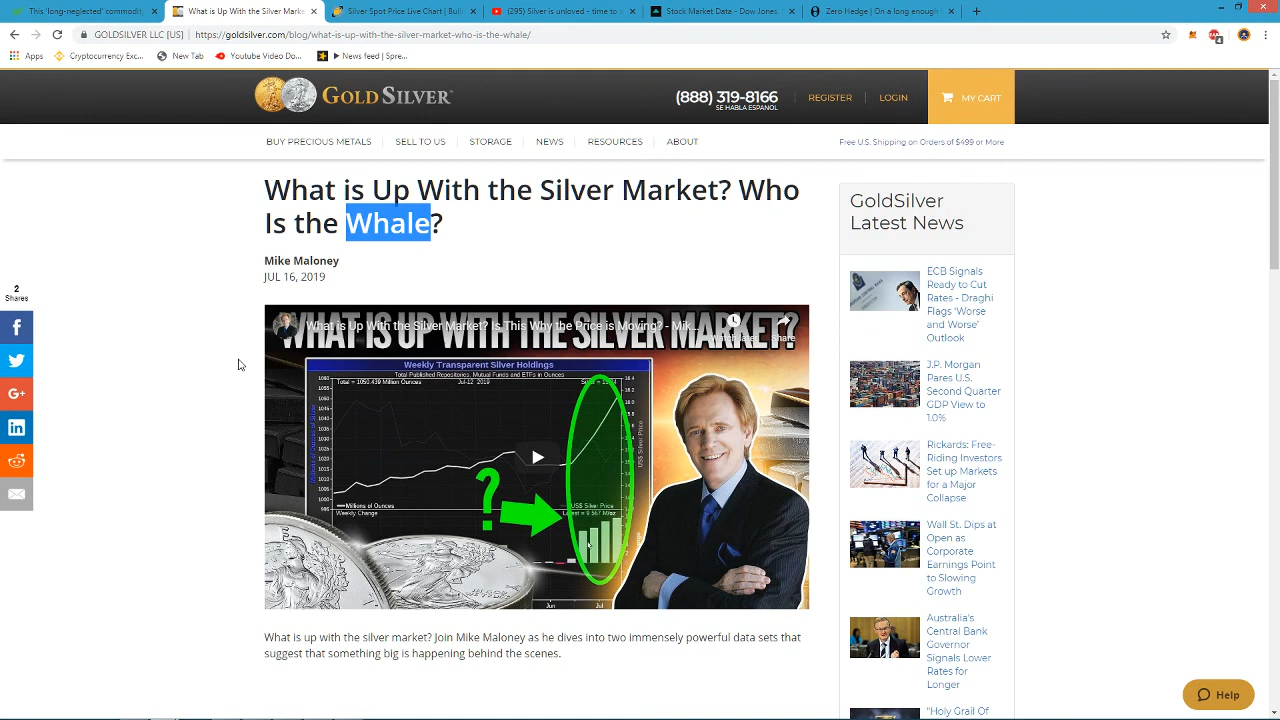 This 'long-neglected' commodity
What is Up With the Silver Mark
Silver Spot Price Live Chart | Bulli
(295) Silver is unloved - time to s
Stock Market Data - Dow Jones,
Zero Hedge | On a long enough
GOLDSILVER LLC [US] https://goldsilver.com/blog/what-is-up-with-the-silver-market-who-is-the-whale/
Apps
Cryptocurrency Exc...
New Tab
Youtube Video Do...
News feed | Spre...
GOLDSILVER
(888) 319-8166
SE HABLA ESPANOL
REGISTER
LOGIN
MY CART
BUY PRECIOUS METALS
SELL TO US
STORAGE
NEWS
RESOURCES
ABOUT
Free U.S. Shipping on Orders of $499 or More
What is Up With the Silver Market? Who
Is the Whale?
Mike Maloney
JUL 16, 2019
2
Shares
WHAT IS UP WITH THE SILVER MARKET?
What is Up With the Silver Market? Is This Why the Price is Moving? - Mik...
Watch later
Share
Weekly Transparent Silver Holdings
Total Published Repositories, Mutual Funds and ETFs in Ounces
Jul-12 2019
Millions of Ounces
US$ Silver Price
Weekly Change
Jun
Jul
?
What is up with the silver market? Join Mike Maloney as he dives into two immensely powerful data sets that
suggest that something big is happening behind the scenes.
GoldSilver
Latest News
ECB Signals
Ready to Cut
Rates - Draghi
Flags 'Worse
and Worse'
Outlook
J.P. Morgan
Pares U.S.
Second Quarter
GDP View to
1.0%
Rickards: Free-
Riding Investors
Set up Markets
for a Major
Collapse
Wall St. Dips at
Open as
Corporate
Earnings Point
to Slowing
Growth
Australia's
Central Bank
Governor
Signals Lower
Rates for
Longer
"Holy Grail Of
Help